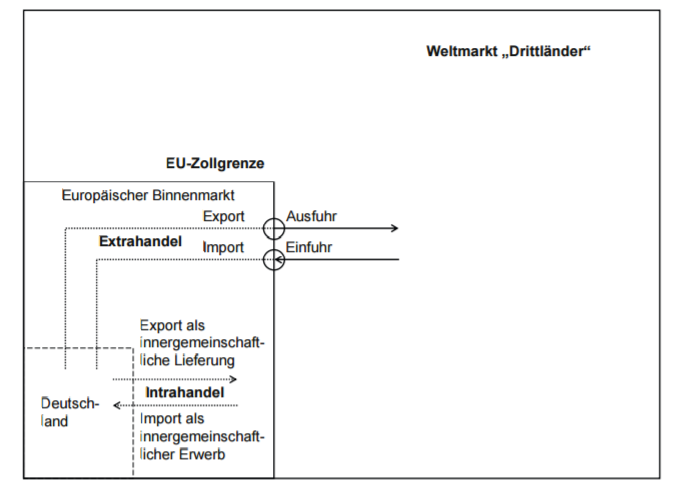 Weltmarkt „Drittländer“
EU-Zollgrenze
Europäischer Binnenmarkt
Export
Ausfuhr
Extrahandel
Import
Einfuhr
Export als
innergemeinschaft-
liche Lieferung
Intrahandel
Deutsch-
land
Import als
innergemeinschaft-
licher Erwerb